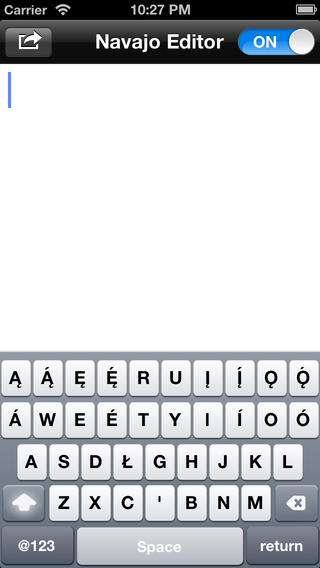 Carrier 10:27 PM
Navajo Editor ON
Ą Ą́ Ę Ę́ R U Į Į́ Ǫ Ǫ́
Á W E É T Y I Í O Ó
A S D Ł G H J K L
Z X C ' B N M
@123 Space return